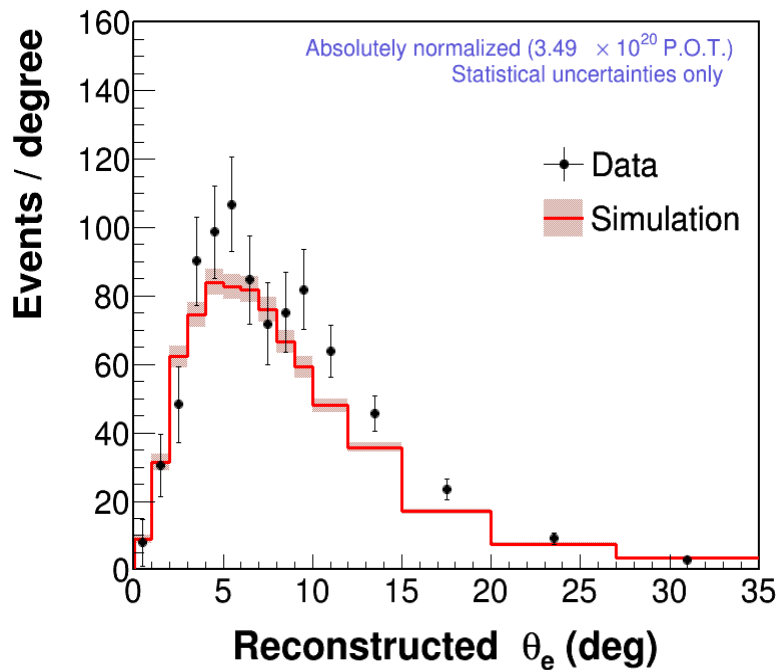 160
140
120
100
80
60
40
20
0
Events / degree
Absolutely normalized (3.49 × 10²⁰ P.O.T.)
Statistical uncertainties only
Data
Simulation
0 5 10 15 20 25 30 35
Reconstructed θₑ (deg)